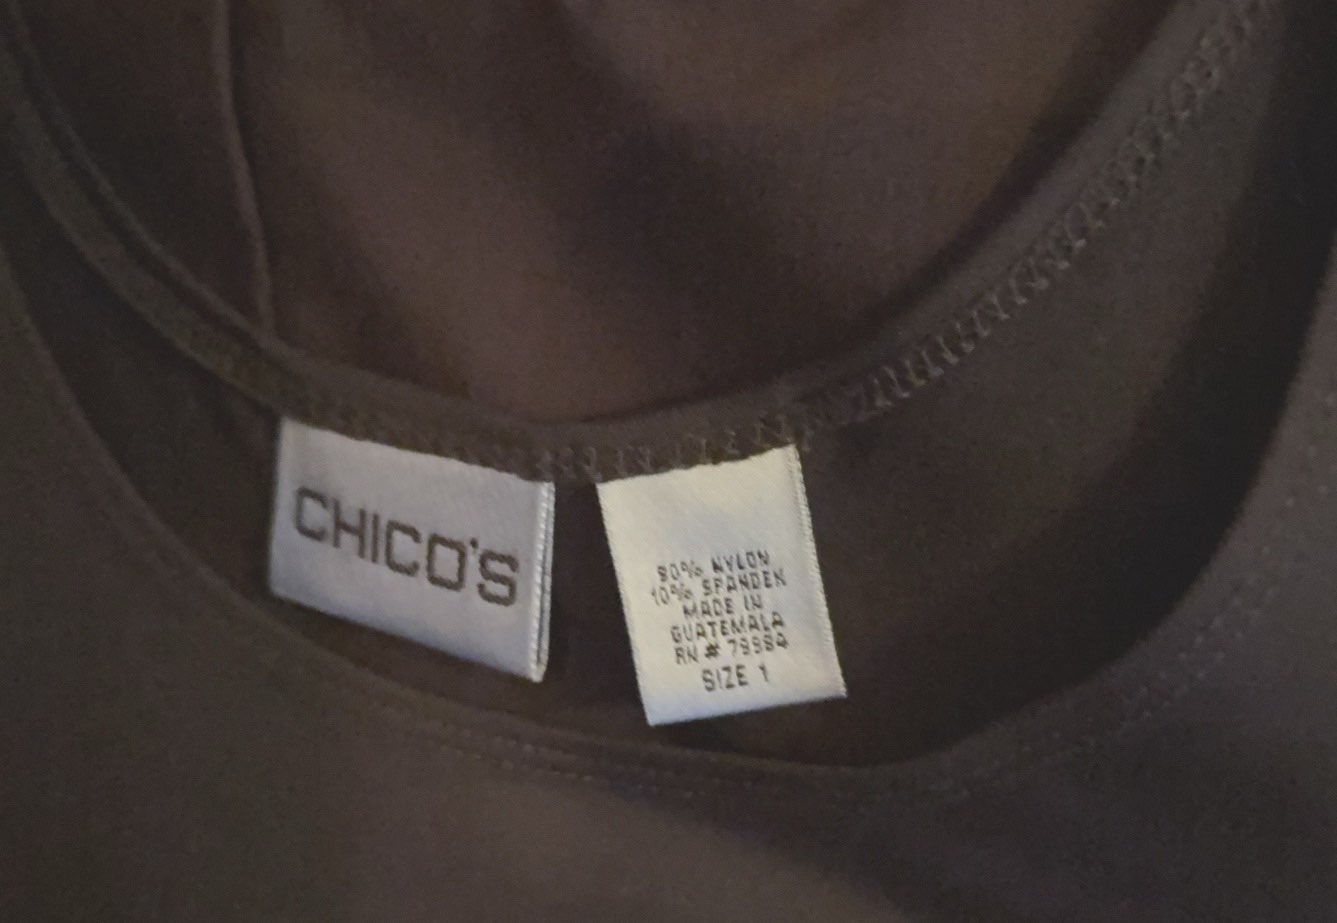 CHICO'S
90% NYLON
10% SPANDEX
MADE IN
GUATEMALA
RN # 79984
SIZE 1